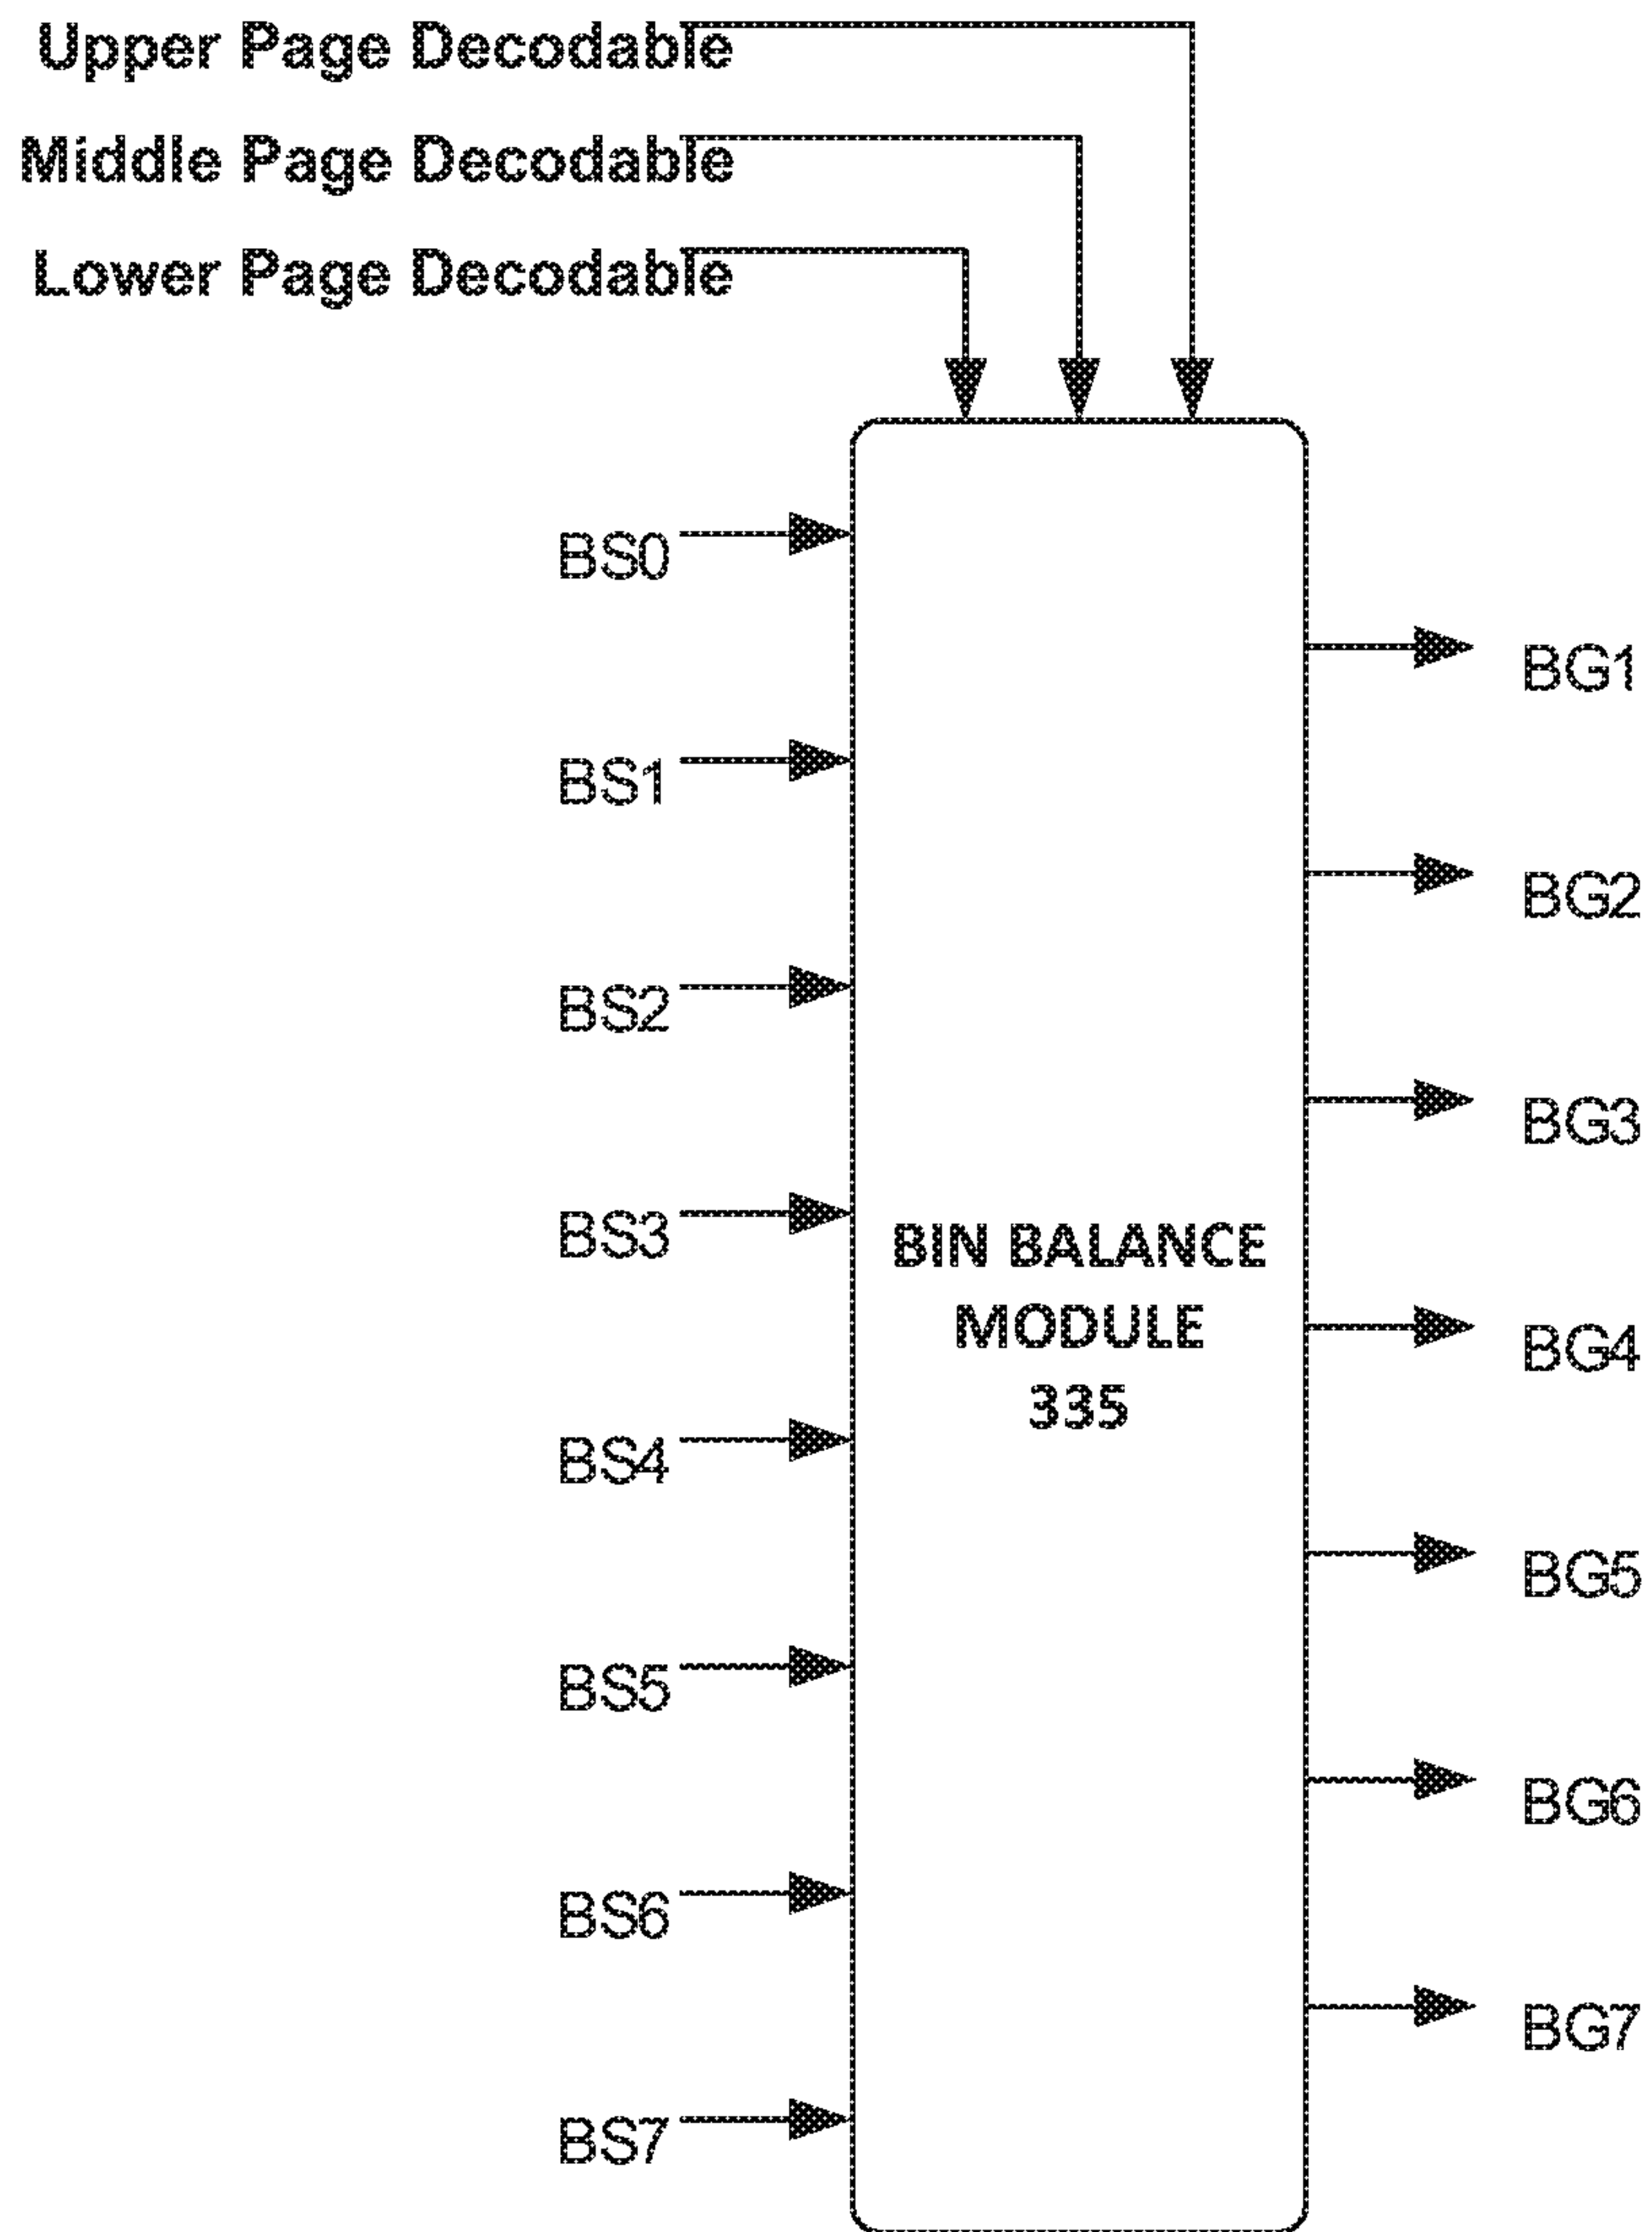 Upper Page Decodable
Middle Page Decodable
Lower Page Decodable
BS0
BG1
BS1
BG2
BS2
BG3
BS3
BIN BALANCE
MODULE
335
BG4
BS4
BG5
BS5
BG6
BS6
BG7
BS7